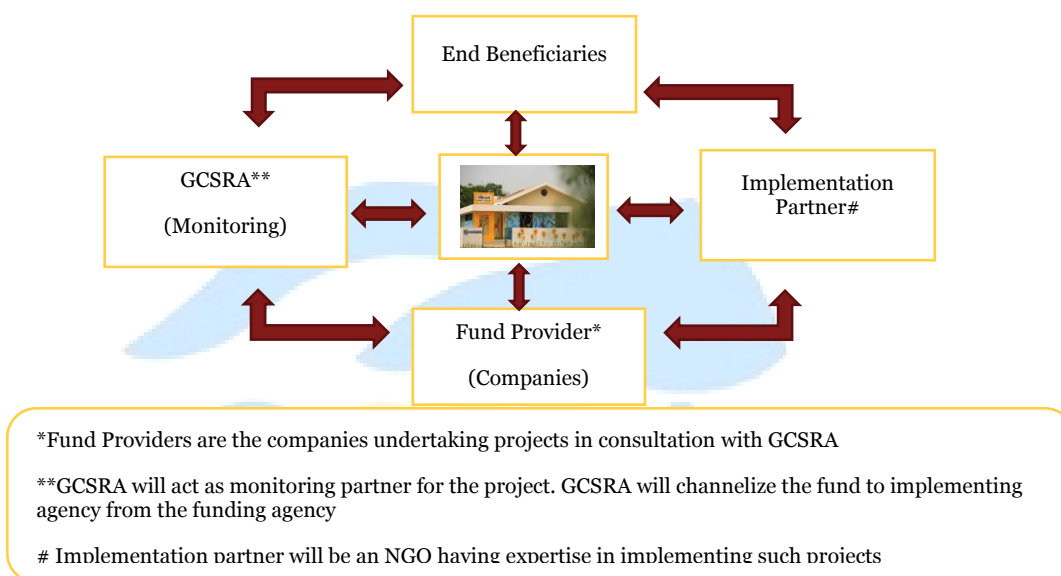 End Beneficiaries
GCSRA**
(Monitoring)
Implementation
Partner#
Fund Provider*
(Companies)
*Fund Providers are the companies undertaking projects in consultation with GCSRA
**GCSRA will act as monitoring partner for the project. GCSRA will channelize the fund to implementing
agency from the funding agency
# Implementation partner will be an NGO having expertise in implementing such projects